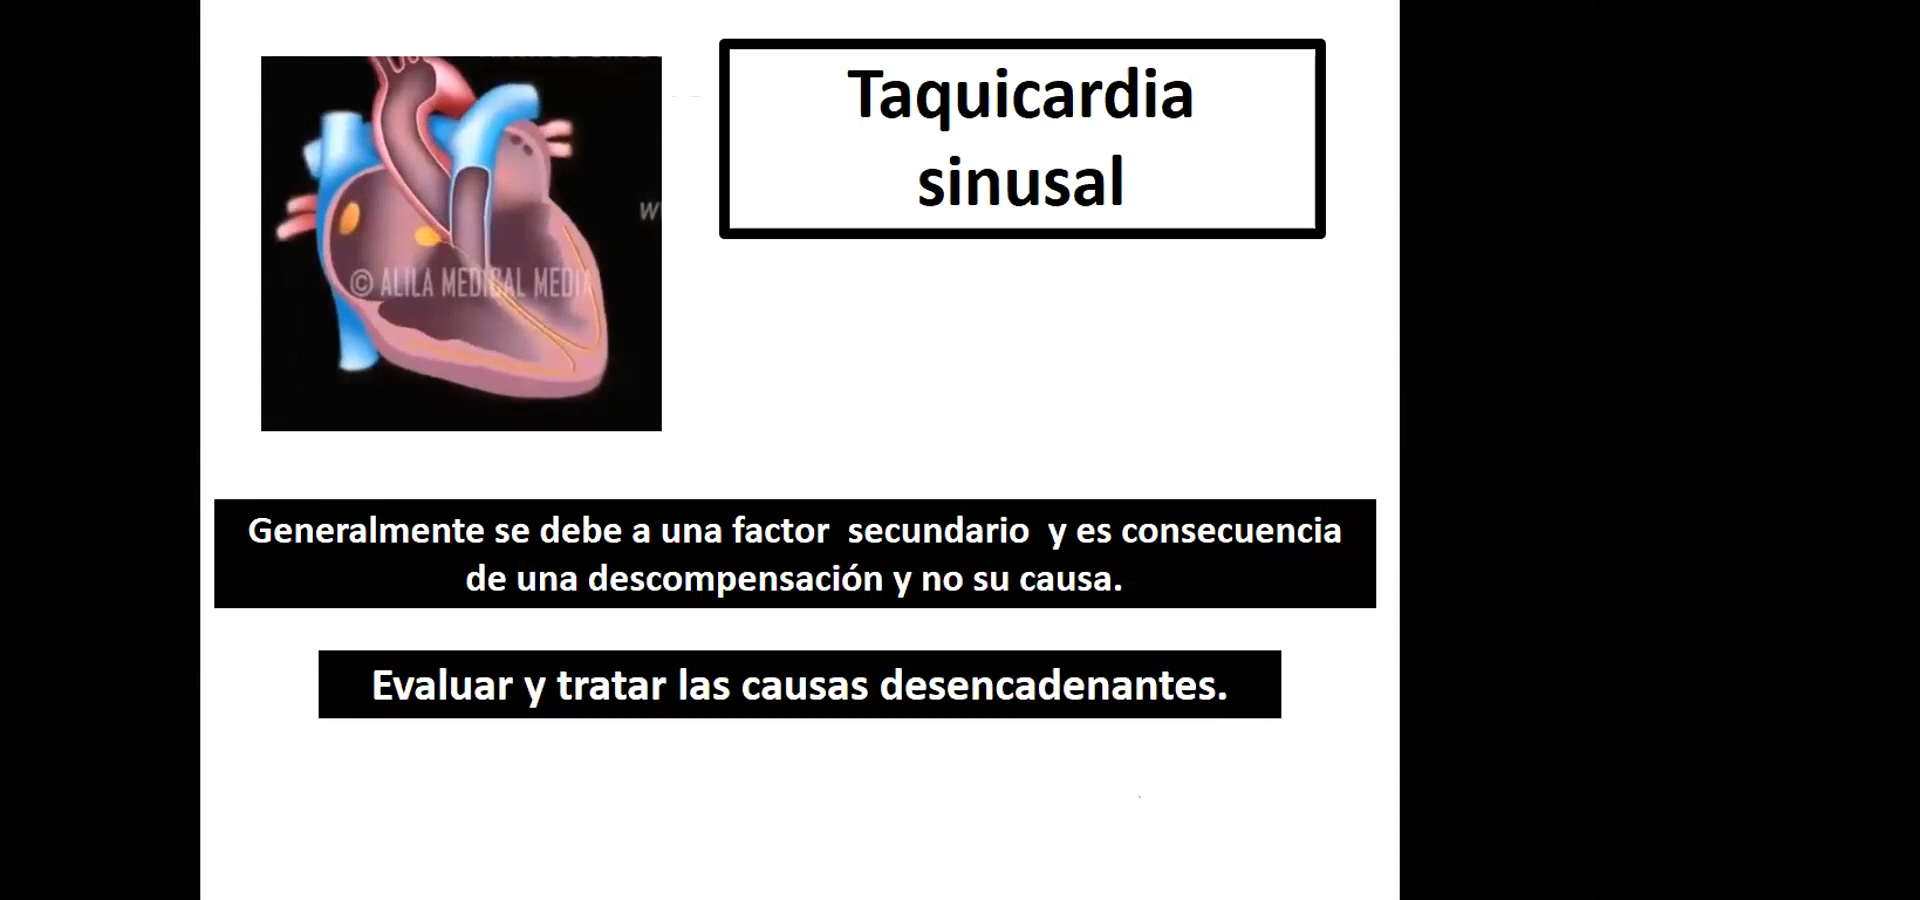 Taquicardia
sinusal
W
© ALILA MEDICAL MEDIA
Generalmente se debe a una factor secundario y es consecuencia
de una descompensación y no su causa.
Evaluar y tratar las causas desencadenantes.